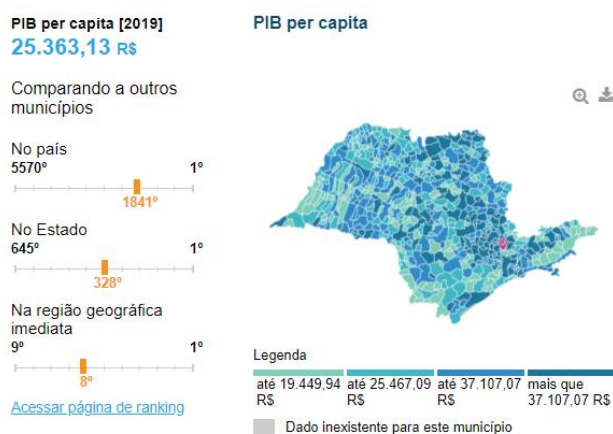 PIB per capita [2019]
25.363,13 R$
Comparando a outros
municípios
No país
5570º 1º
1841º
No Estado
645º 1º
328º
Na região geográfica
imediata
9º 1º
8º
Acessar página de ranking
PIB per capita
Legenda
até 19.449,94 R$
até 25.467,09 R$
até 37.107,07 R$
mais que 37.107,07 R$
Dado inexistente para este município